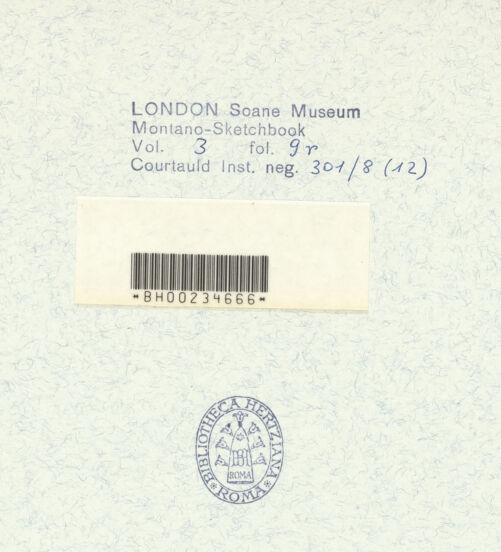 LONDON Soane Museum
Montano-Sketchbook
Vol. 3 fol. 9r
Courtauld Inst. neg. 301/8 (12)
*BH00234666*
BIBLIOTHECA HERTZIANA
ROMA
* ROMA *